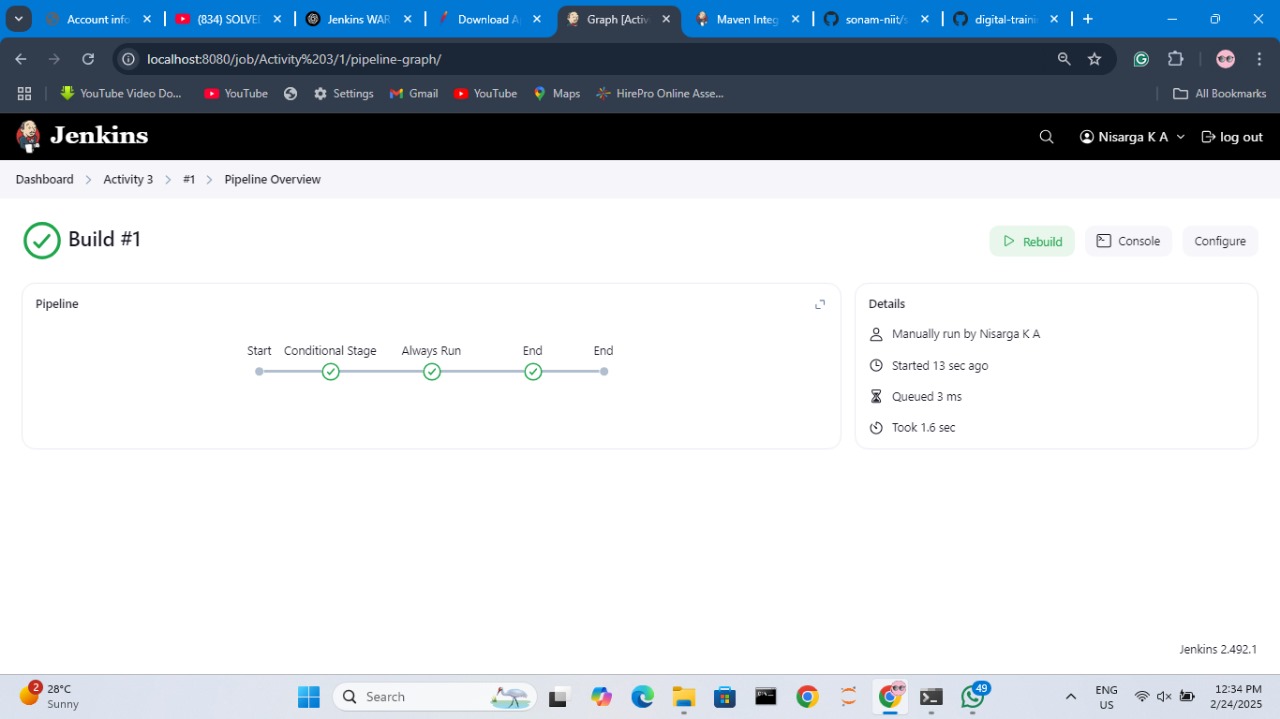 Account info
(834) SOLVE
Jenkins WAR
Download A
Graph [Activ
Maven Integ
sonam-niit/s
digital-traini
localhost:8080/job/Activity%203/1/pipeline-graph/
YouTube Video Do...
YouTube
Settings
Gmail
YouTube
Maps
HirePro Online Asse...
All Bookmarks
Jenkins
Nisarga K A
log out
Dashboard
Activity 3
#1
Pipeline Overview
Build #1
Rebuild
Console
Configure
Pipeline
Start
Conditional Stage
Always Run
End
End
Details
Manually run by Nisarga K A
Started 13 sec ago
Queued 3 ms
Took 1.6 sec
Jenkins 2.492.1
2
28°C
Sunny
Search
49
ENG
US
12:34 PM
2/24/2025